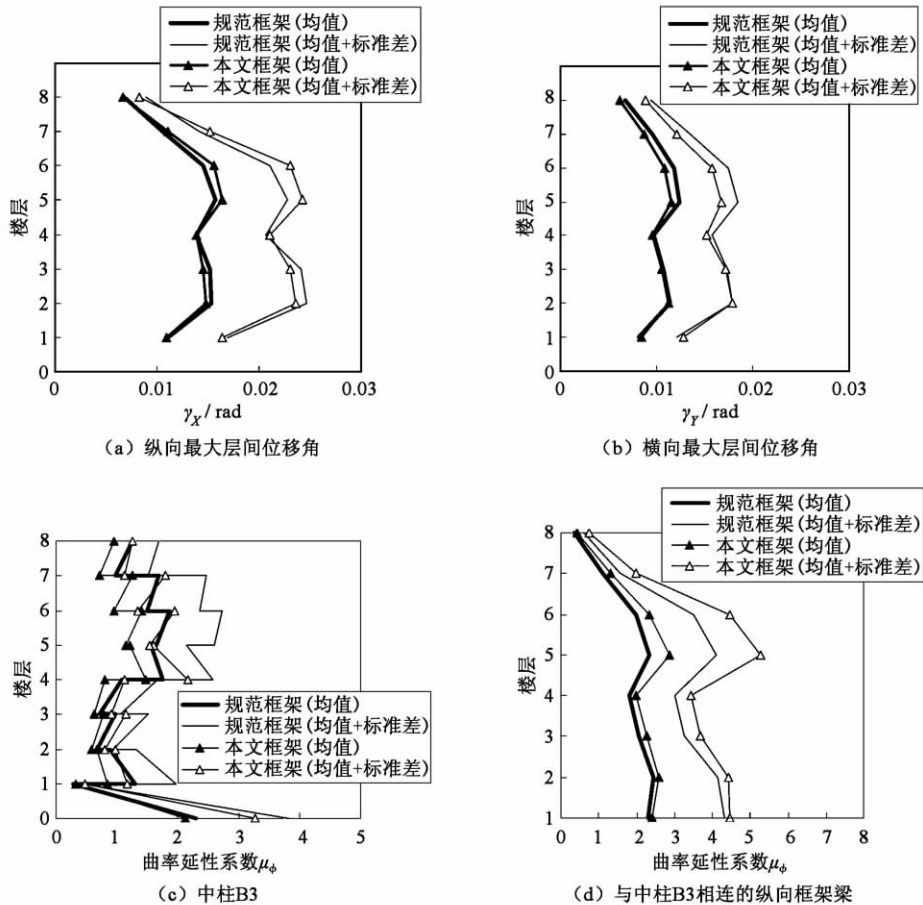 规范框架(均值)
规范框架(均值+标准差)
本文框架(均值)
本文框架(均值+标准差)
8
7
6
5
4
3
2
1
0
楼层
0
0.01
0.02
0.03
γX / rad
(a) 纵向最大层间位移角
规范框架(均值)
规范框架(均值+标准差)
本文框架(均值)
本文框架(均值+标准差)
8
7
6
5
4
3
2
1
0
楼层
0
0.01
0.02
0.03
γY / rad
(b) 横向最大层间位移角
8
7
6
5
4
3
2
1
0
楼层
规范框架(均值)
规范框架(均值+标准差)
本文框架(均值)
本文框架(均值+标准差)
0
1
2
3
4
5
曲率延性系数μϕ
(c) 中柱B3
规范框架(均值)
规范框架(均值+标准差)
本文框架(均值)
本文框架(均值+标准差)
8
7
6
5
4
3
2
1
楼层
0
1
2
3
4
5
6
7
8
曲率延性系数μϕ
(d) 与中柱B3相连的纵向框架梁